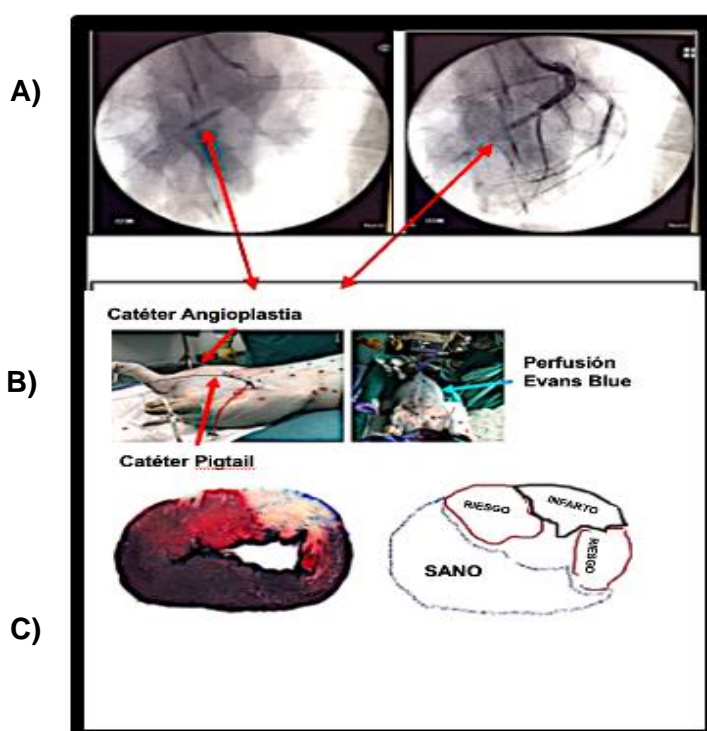 A)
Catéter Angioplastia
B)
Perfusión
Evans Blue
Catéter Pigtail
RIESGO
INFARTO
RIESGO
SANO
C)